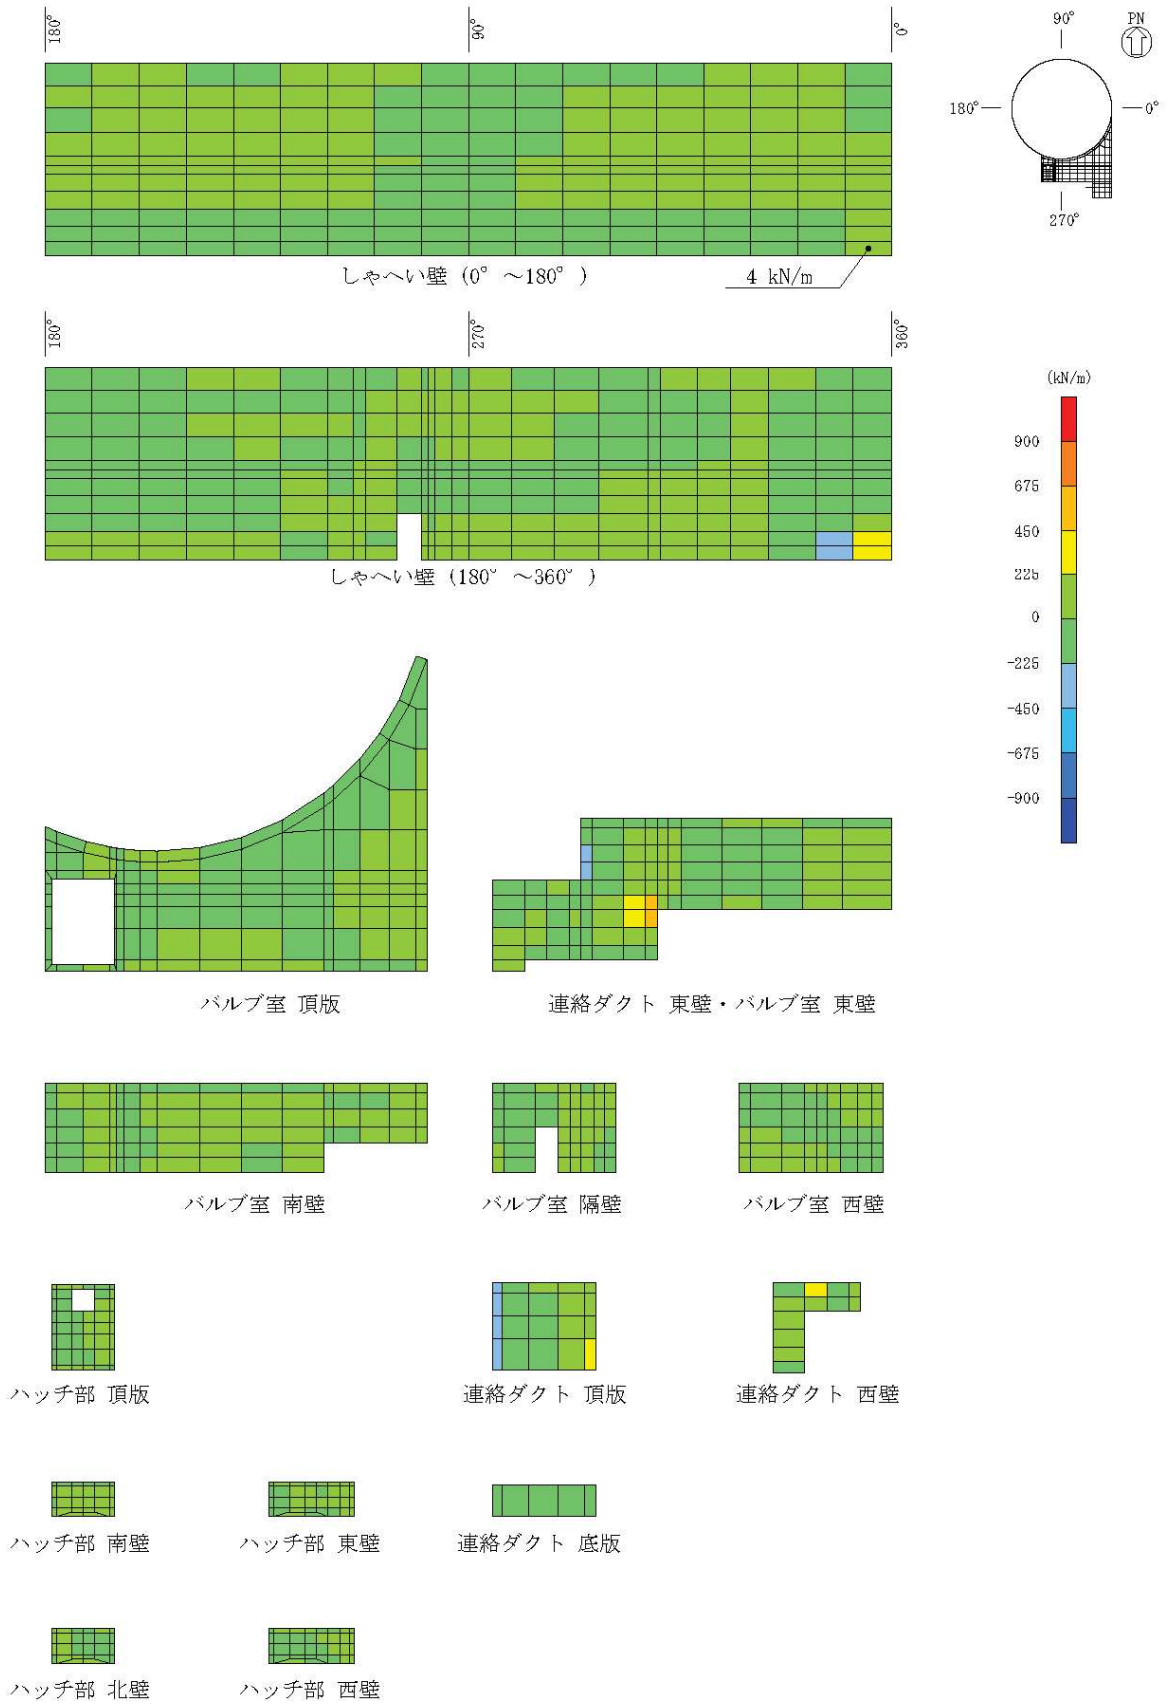 180°
90°
0°
90°
PN
180°
0°
270°
しゃへい壁 (0° ～180° )
4 kN/m
180°
270°
360°
しゃへい壁 (180° ～360° )
(kN/m)
900
675
450
225
0
-225
-450
-675
-900
バルブ室 頂版
連絡ダクト 東壁・バルブ室 東壁
バルブ室 南壁
バルブ室 隔壁
バルブ室 西壁
ハッチ部 頂版
連絡ダクト 頂版
連絡ダクト 西壁
ハッチ部 南壁
ハッチ部 東壁
連絡ダクト 底版
ハッチ部 北壁
ハッチ部 西壁